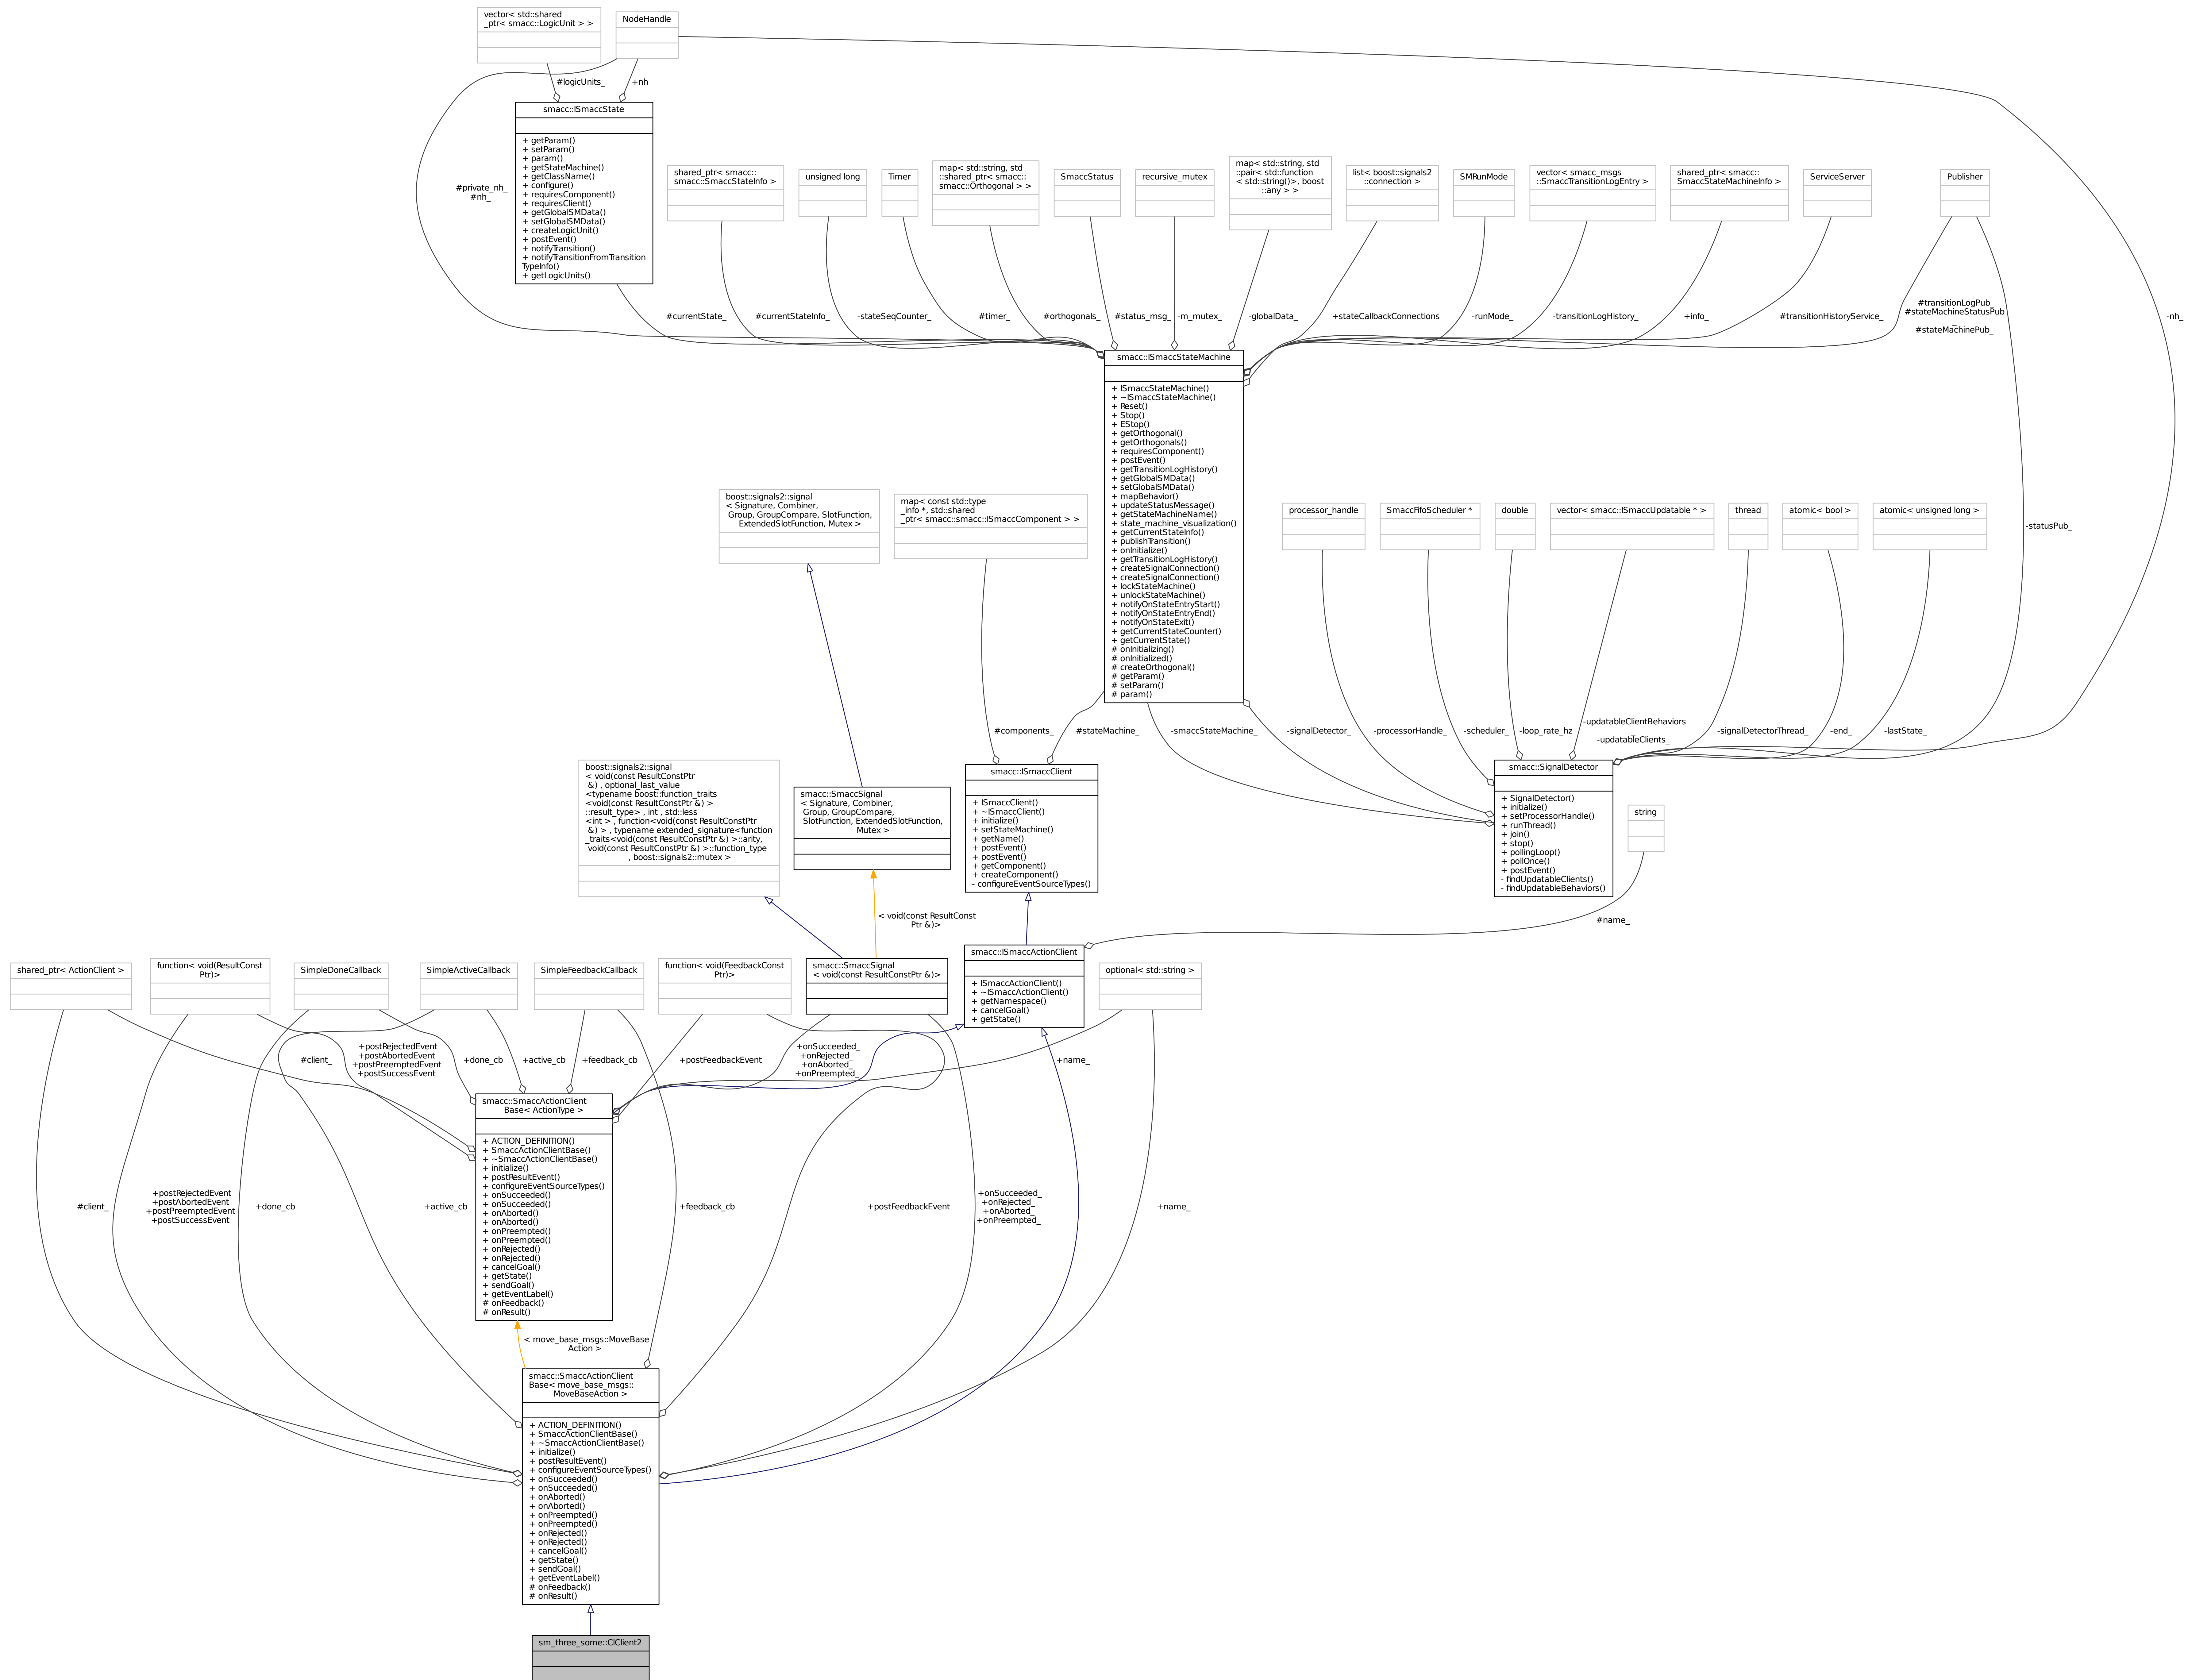 vector< std::shared
_ptr< smacc::LogicUnit > >
NodeHandle
#logicUnits_
+nh
smacc::ISmaccState
+ getParam()
+ setParam()
+ param()
+ getStateMachine()
+ getClassName()
+ configure()
+ requiresComponent()
+ requiresClient()
+ getGlobalSMData()
+ setGlobalSMData()
+ createLogicUnit()
+ postEvent()
+ notifyTransition()
+ notifyTransitionFromTransition
TypeInfo()
+ getLogicUnits()
#private_nh_
#nh_
shared_ptr< smacc::
smacc::SmaccStateInfo >
unsigned long
Timer
map< std::string, std
::shared_ptr< smacc::
smacc::Orthogonal > >
SmaccStatus
recursive_mutex
map< std::string, std
::pair< std::function
< std::string()>, boost
::any > >
list< boost::signals2
::connection >
SMRunMode
vector< smacc_msgs
::SmaccTransitionLogEntry >
shared_ptr< smacc::
SmaccStateMachineInfo >
ServiceServer
Publisher
#currentState_
#currentStateInfo_
-stateSeqCounter_
#timer_
#orthogonals_
#status_msg_
-m_mutex_
-globalData_
+stateCallbackConnections
-runMode_
-transitionLogHistory_
+info_
#transitionHistoryService_
#transitionLogPub_
#stateMachineStatusPub
_
#stateMachinePub_
-nh_
smacc::ISmaccStateMachine
+ ISmaccStateMachine()
+ ~ISmaccStateMachine()
+ Reset()
+ Stop()
+ EStop()
+ getOrthogonal()
+ getOrthogonals()
+ requiresComponent()
+ postEvent()
+ getTransitionLogHistory()
+ getGlobalSMData()
+ setGlobalSMData()
+ mapBehavior()
+ updateStatusMessage()
+ getStateMachineName()
+ state_machine_visualization()
+ getCurrentStateInfo()
+ publishTransition()
+ onInitialize()
+ getTransitionLogHistory()
+ createSignalConnection()
+ createSignalConnection()
+ lockStateMachine()
+ unlockStateMachine()
+ notifyOnStateEntryStart()
+ notifyOnStateEntryEnd()
+ notifyOnStateExit()
+ getCurrentStateCounter()
+ getCurrentState()
# onInitializing()
# onInitialized()
# createOrthogonal()
# getParam()
# setParam()
# param()
boost::signals2::signal
< Signature, Combiner,
Group, GroupCompare, SlotFunction,
ExtendedSlotFunction, Mutex >
map< const std::type
_info *, std::shared
_ptr< smacc::smacc::ISmaccComponent > >
processor_handle
SmaccFifoScheduler *
double
vector< smacc::ISmaccUpdatable * >
thread
atomic< bool >
atomic< unsigned long >
-statusPub_
#components_
#stateMachine_
-smaccStateMachine_
-signalDetector_
-processorHandle_
-scheduler_
-loop_rate_hz
-updatableClientBehaviors
_
-updatableClients_
-signalDetectorThread_
-end_
-lastState_
boost::signals2::signal
< void(const ResultConstPtr
&) , optional_last_value
<typename boost::function_traits
<void(const ResultConstPtr &) >
::result_type> , int , std::less
<int > , function<void(const ResultConstPtr
&) > , typename extended_signature<function
_traits<void(const ResultConstPtr &) >::arity,
void(const ResultConstPtr &) >::function_type
, boost::signals2::mutex >
smacc::SmaccSignal
< Signature, Combiner,
Group, GroupCompare,
SlotFunction, ExtendedSlotFunction,
Mutex >
smacc::ISmaccClient
+ ISmaccClient()
+ ~ISmaccClient()
+ initialize()
+ setStateMachine()
+ getName()
+ postEvent()
+ postEvent()
+ getComponent()
+ createComponent()
- configureEventSourceTypes()
smacc::SignalDetector
+ SignalDetector()
+ initialize()
+ setProcessorHandle()
+ runThread()
+ join()
+ stop()
+ pollingLoop()
+ pollOnce()
+ postEvent()
- findUpdatableClients()
- findUpdatableBehaviors()
string
< void(const ResultConst
Ptr &)>
#name_
shared_ptr< ActionClient >
function< void(ResultConst
Ptr)>
SimpleDoneCallback
SimpleActiveCallback
SimpleFeedbackCallback
function< void(FeedbackConst
Ptr)>
smacc::SmaccSignal
< void(const ResultConstPtr &)>
smacc::ISmaccActionClient
+ ISmaccActionClient()
+ ~ISmaccActionClient()
+ getNamespace()
+ cancelGoal()
+ getState()
optional< std::string >
#client_
+postRejectedEvent
+postAbortedEvent
+postPreemptedEvent
+postSuccessEvent
+done_cb
+active_cb
+feedback_cb
+postFeedbackEvent
+onSucceeded_
+onRejected_
+onAborted_
+onPreempted_
+name_
smacc::SmaccActionClient
Base< ActionType >
+ ACTION_DEFINITION()
+ SmaccActionClientBase()
+ ~SmaccActionClientBase()
+ initialize()
+ postResultEvent()
+ configureEventSourceTypes()
+ onSucceeded()
+ onSucceeded()
+ onAborted()
+ onAborted()
+ onPreempted()
+ onPreempted()
+ onRejected()
+ onRejected()
+ cancelGoal()
+ getState()
+ sendGoal()
+ getEventLabel()
# onFeedback()
# onResult()
#client_
+postRejectedEvent
+postAbortedEvent
+postPreemptedEvent
+postSuccessEvent
+done_cb
+active_cb
+feedback_cb
+postFeedbackEvent
+onSucceeded_
+onRejected_
+onAborted_
+onPreempted_
+name_
< move_base_msgs::MoveBase
Action >
smacc::SmaccActionClient
Base< move_base_msgs::
MoveBaseAction >
+ ACTION_DEFINITION()
+ SmaccActionClientBase()
+ ~SmaccActionClientBase()
+ initialize()
+ postResultEvent()
+ configureEventSourceTypes()
+ onSucceeded()
+ onSucceeded()
+ onAborted()
+ onAborted()
+ onPreempted()
+ onPreempted()
+ onRejected()
+ onRejected()
+ cancelGoal()
+ getState()
+ sendGoal()
+ getEventLabel()
# onFeedback()
# onResult()
sm_three_some::ClClient2